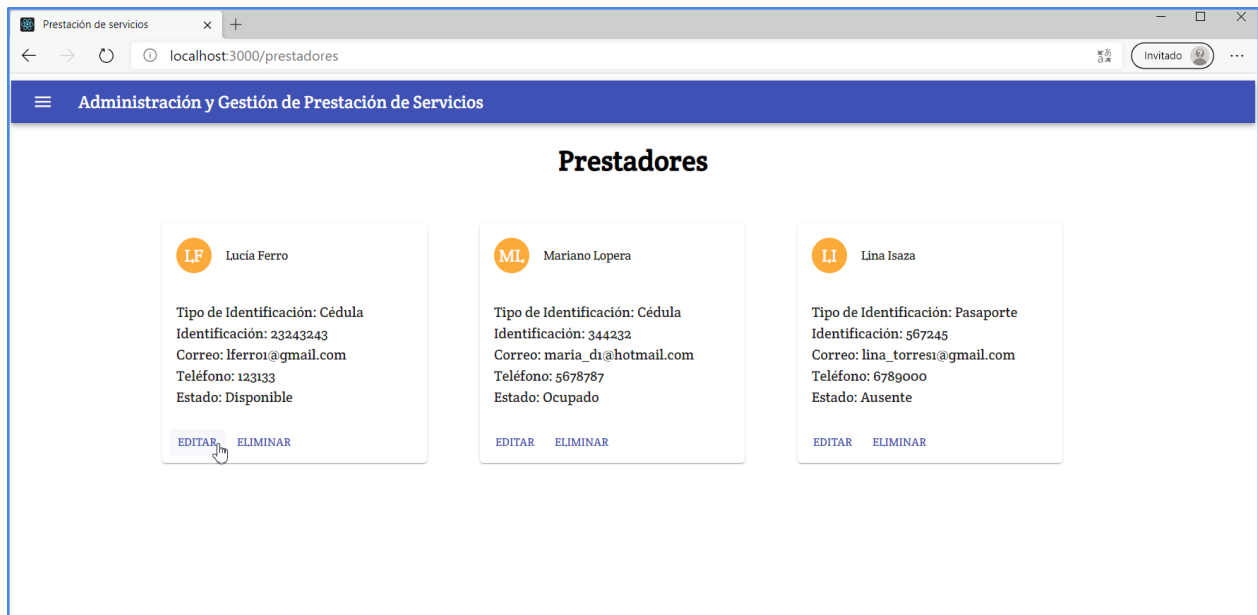 Prestación de servicios
localhost:3000/prestadores
Invitado
Administración y Gestión de Prestación de Servicios
Prestadores
LF Lucía Ferro
Tipo de Identificación: Cédula
Identificación: 23243243
Correo: lferro1@gmail.com
Teléfono: 123133
Estado: Disponible
EDITAR ELIMINAR
ML Mariano Lopera
Tipo de Identificación: Cédula
Identificación: 344232
Correo: maria_d1@hotmail.com
Teléfono: 5678787
Estado: Ocupado
EDITAR ELIMINAR
LI Lina Isaza
Tipo de Identificación: Pasaporte
Identificación: 567245
Correo: lina_torres1@gmail.com
Teléfono: 6789000
Estado: Ausente
EDITAR ELIMINAR